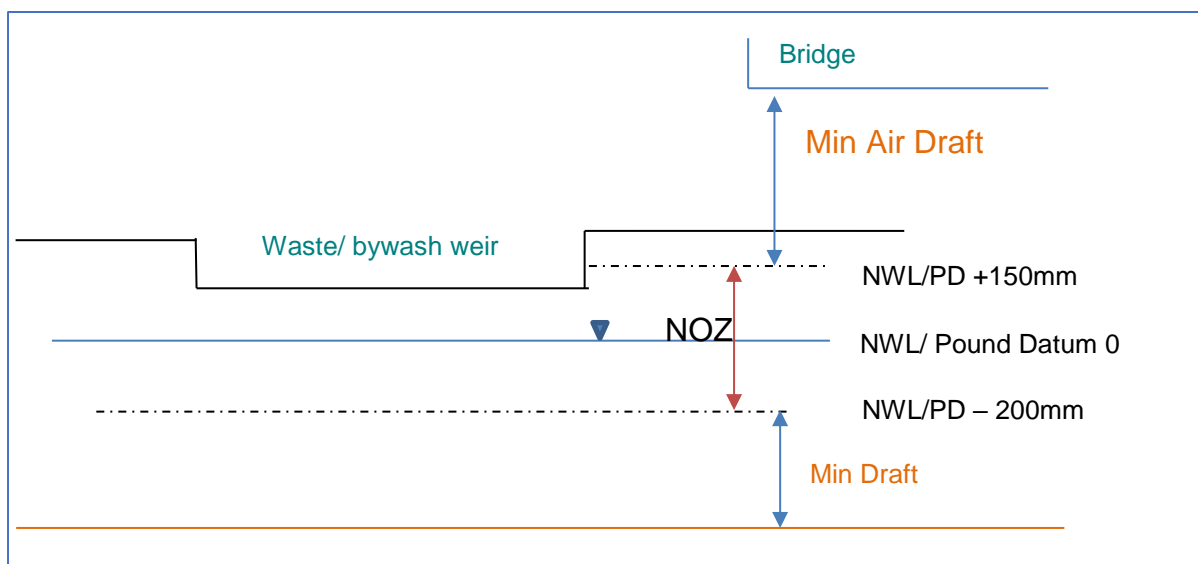 Bridge
Min Air Draft
Waste/ bywash weir
NWL/PD +150mm
NOZ
NWL/ Pound Datum 0
NWL/PD – 200mm
Min Draft